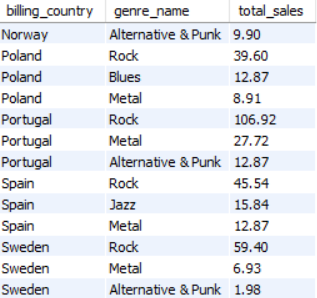 billing_country genre_name total_sales
Norway Alternative & Punk 9.90
Poland Rock 39.60
Poland Blues 12.87
Poland Metal 8.91
Portugal Rock 106.92
Portugal Metal 27.72
Portugal Alternative & Punk 12.87
Spain Rock 45.54
Spain Jazz 15.84
Spain Metal 12.87
Sweden Rock 59.40
Sweden Metal 6.93
Sweden Alternative & Punk 1.98